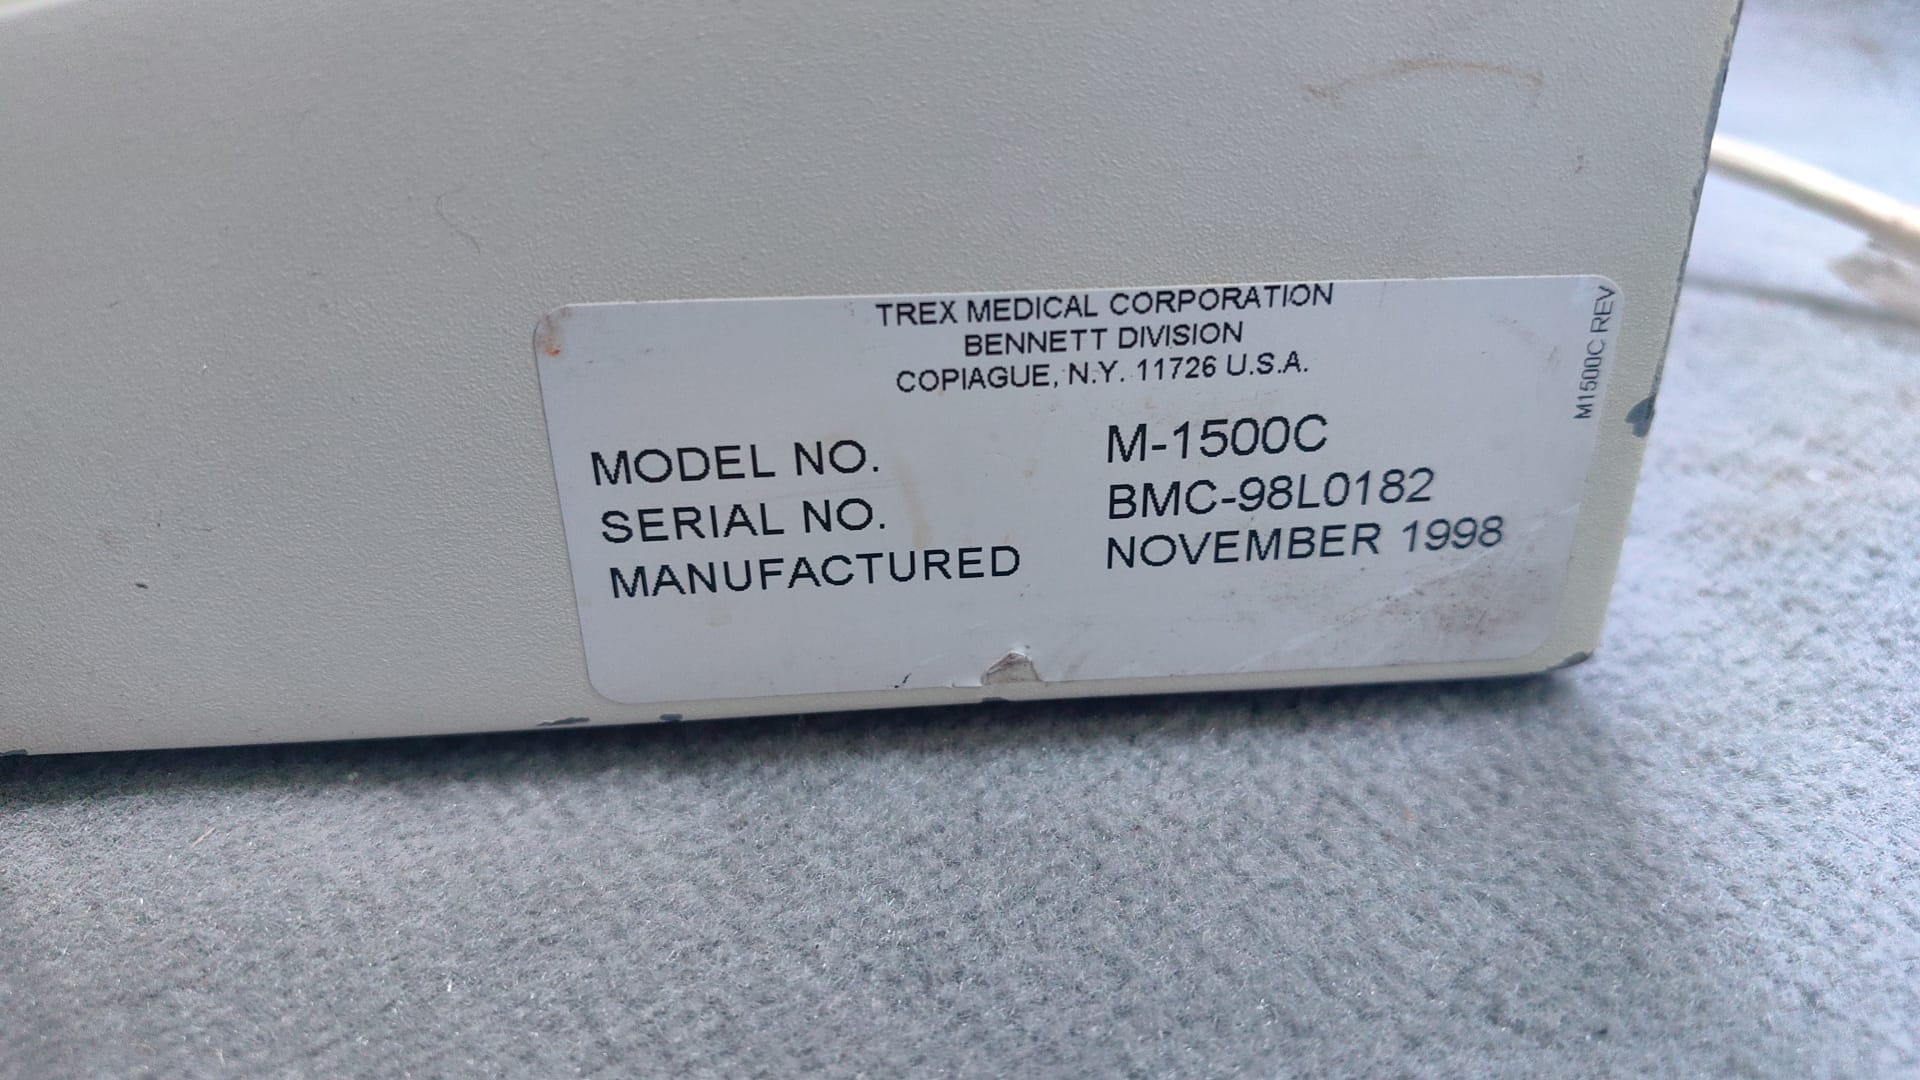 TREX MEDICAL CORPORATION
BENNETT DIVISION
COPIAGUE, N.Y. 11726 U.S.A.
MODEL NO. M-1500C
SERIAL NO. BMC-98L0182
MANUFACTURED NOVEMBER 1998
M1500C REV